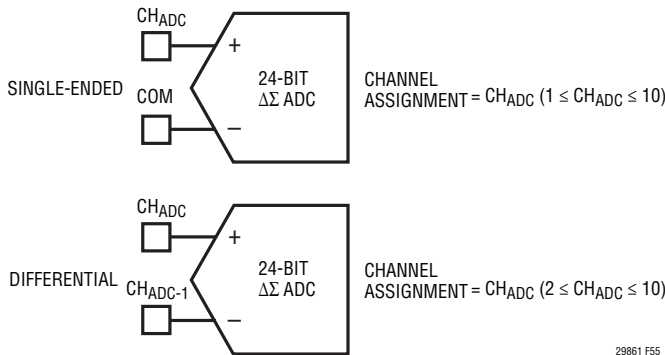 CHADC
+
SINGLE-ENDED
COM
−
24-BIT
ΔΣ ADC
CHANNEL
ASSIGNMENT = CHADC (1 ≤ CHADC ≤ 10)
CHADC
+
DIFFERENTIAL
CHADC-1
−
24-BIT
ΔΣ ADC
CHANNEL
ASSIGNMENT = CHADC (2 ≤ CHADC ≤ 10)
29861 F55